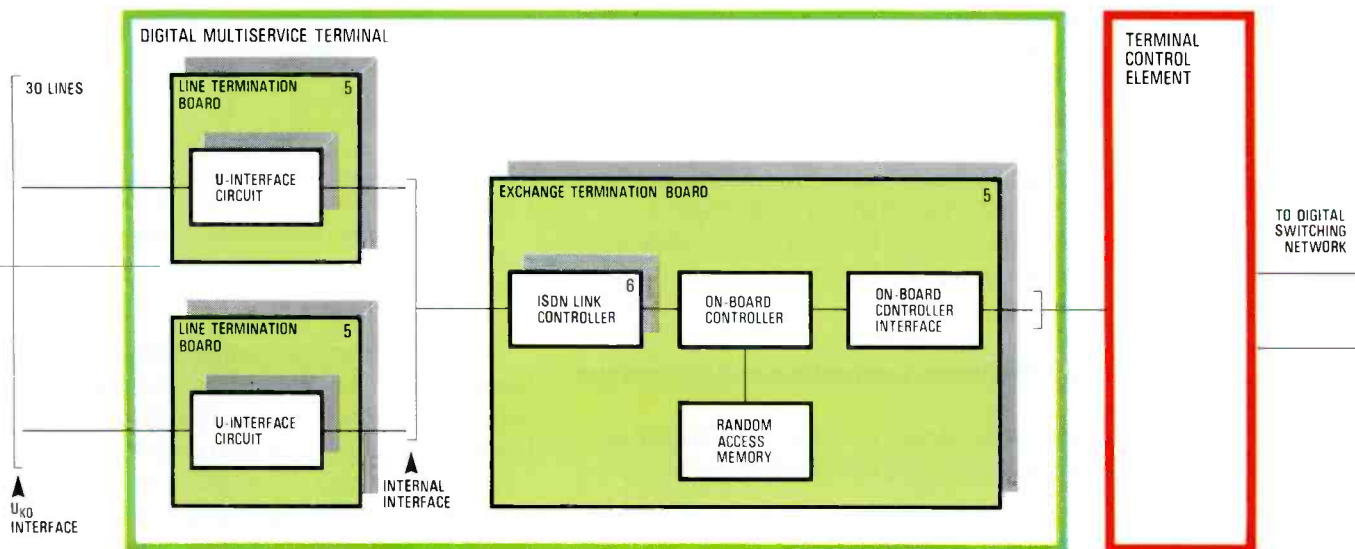 DIGITAL MULTISERVICE TERMINAL
30 LINES
LINE TERMINATION
BOARD
5
U-INTERFACE
CIRCUIT
LINE TERMINATION
BOARD
5
U-INTERFACE
CIRCUIT
UK0
INTERFACE
INTERNAL
INTERFACE
EXCHANGE TERMINATION BOARD
5
ISDN LINK
CONTROLLER
6
ON-BOARD
CONTROLLER
ON-BOARD
CONTROLLER
INTERFACE
RANDOM
ACCESS
MEMORY
TERMINAL
CONTROL
ELEMENT
TO DIGITAL
SWITCHING
NETWORK